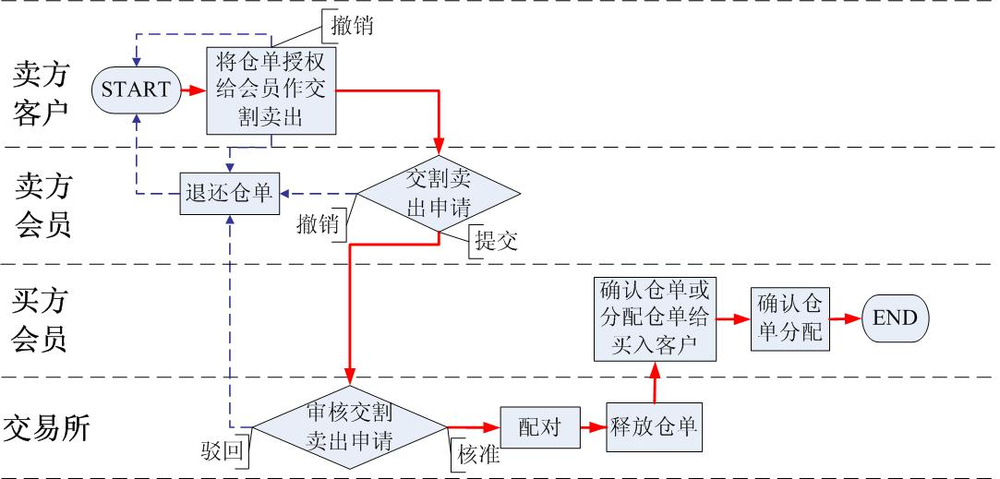 撤销
卖方
客户
START
将仓单授权
给会员作交
割卖出
卖方
会员
退还仓单
交割卖
出申请
撤销
提交
买方
会员
确认仓单或
分配仓单给
买入客户
确认仓
单分配
END
交易所
审核交割
卖出申请
配对
释放仓单
驳回
核准